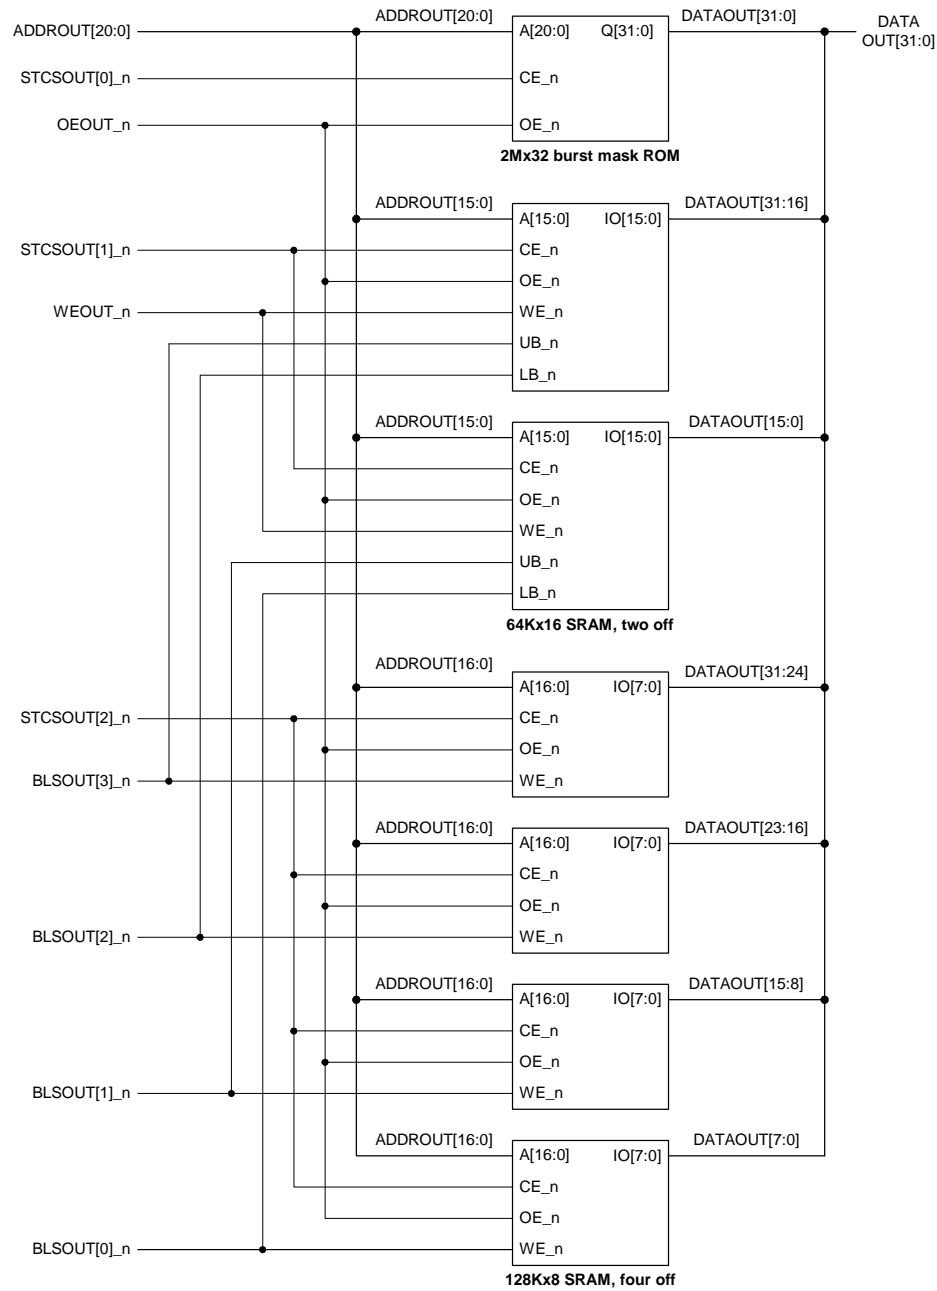 ADDROUT[20:0]
DATAOUT[31:0]
DATA
OUT[31:0]
ADDROUT[20:0]
A[20:0]
Q[31:0]
STCSOUT[0]_n
CE_n
OEOUT_n
OE_n
2Mx32 burst mask ROM
ADDROUT[15:0]
DATAOUT[31:16]
A[15:0]
IO[15:0]
STCSOUT[1]_n
CE_n
OE_n
WEOUT_n
WE_n
UB_n
LB_n
ADDROUT[15:0]
DATAOUT[15:0]
A[15:0]
IO[15:0]
CE_n
OE_n
WE_n
UB_n
LB_n
64Kx16 SRAM, two off
ADDROUT[16:0]
DATAOUT[31:24]
A[16:0]
IO[7:0]
STCSOUT[2]_n
CE_n
OE_n
BLSOUT[3]_n
WE_n
ADDROUT[16:0]
DATAOUT[23:16]
A[16:0]
IO[7:0]
CE_n
OE_n
BLSOUT[2]_n
WE_n
ADDROUT[16:0]
DATAOUT[15:8]
A[16:0]
IO[7:0]
CE_n
OE_n
BLSOUT[1]_n
WE_n
ADDROUT[16:0]
DATAOUT[7:0]
A[16:0]
IO[7:0]
CE_n
OE_n
BLSOUT[0]_n
WE_n
128Kx8 SRAM, four off